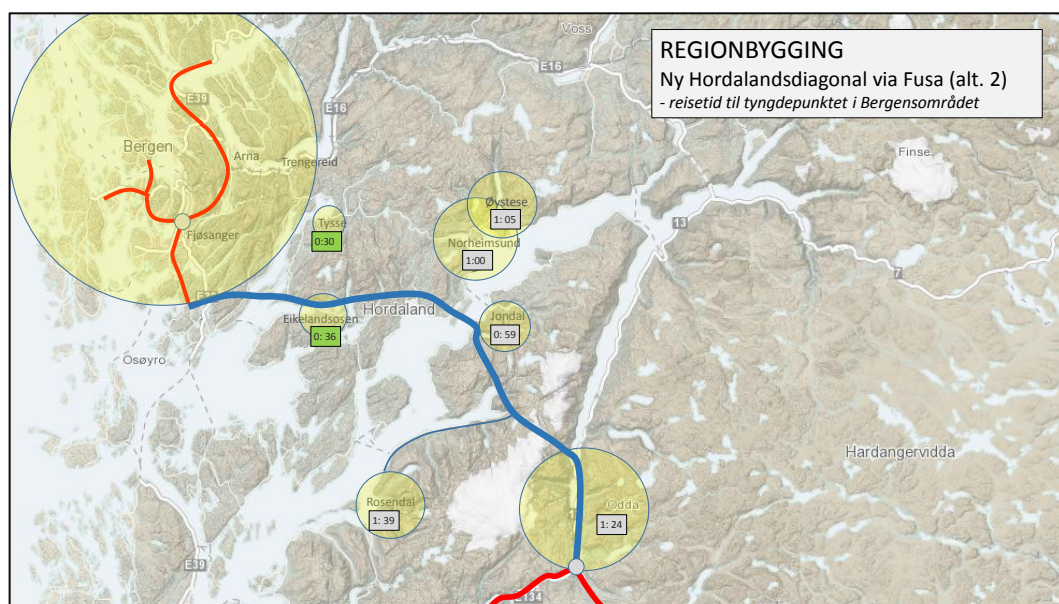 REGIONBYGGING
Ny Hordalandsdiagonal via Fusa (alt. 2)
- reisetid til tyngdepunktet i Bergensområdet
Voss
E16
E16
E39
Bergen
Arna
Trengereid
Finse
Øystese
1: 05
Tysse
0:30
13
Fjøsanger
Norheimsund
1:00
7
Hordaland
Eikelandsosen
0: 36
Jondal
0: 59
Osøyro
Hardangervidda
Rosendal
1: 39
Odda
1: 24
E39
E134